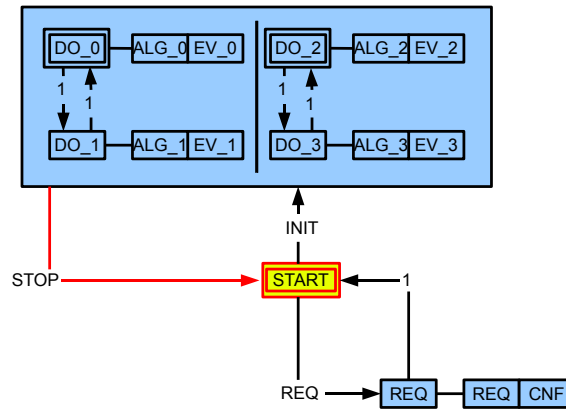 DO_0 ALG_0 EV_0 DO_2 ALG_2 EV_2
1 1 1 1
DO_1 ALG_1 EV_1 DO_3 ALG_3 EV_3
INIT
STOP START 1
REQ REQ REQ CNF